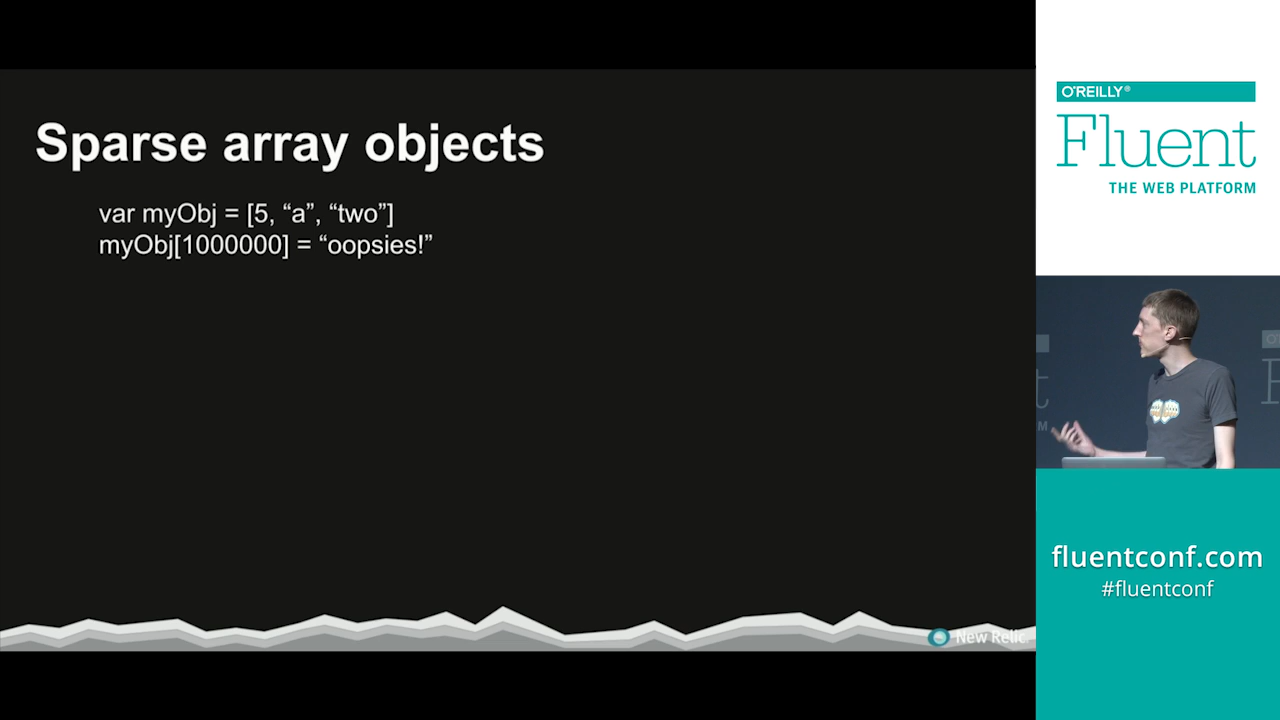 Sparse array objects
var myObj = [5, “a”, “two”]
myObj[1000000] = “oopsies!”
New Relic
O'REILLY®
Fluent
THE WEB PLATFORM
fluentconf.com
#fluentconf